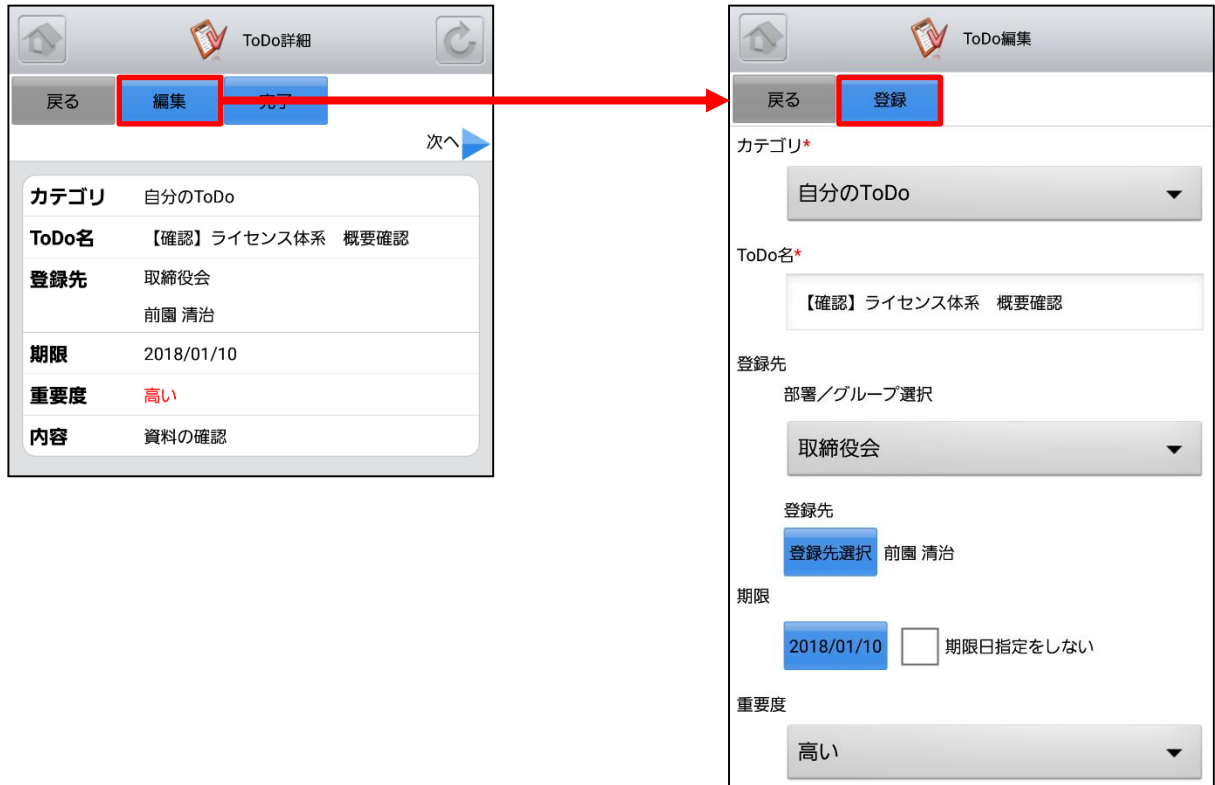 ToDo詳細
戻る 編集 完了
次へ
カテゴリ 自分のToDo
ToDo名 【確認】ライセンス体系　概要確認
登録先 取締役会
前園 清治
期限 2018/01/10
重要度 高い
内容 資料の確認
ToDo編集
戻る 登録
カテゴリ*
自分のToDo
ToDo名*
【確認】ライセンス体系　概要確認
登録先
部署／グループ選択
取締役会
登録先
登録先選択 前園 清治
期限
2018/01/10 期限日指定をしない
重要度
高い